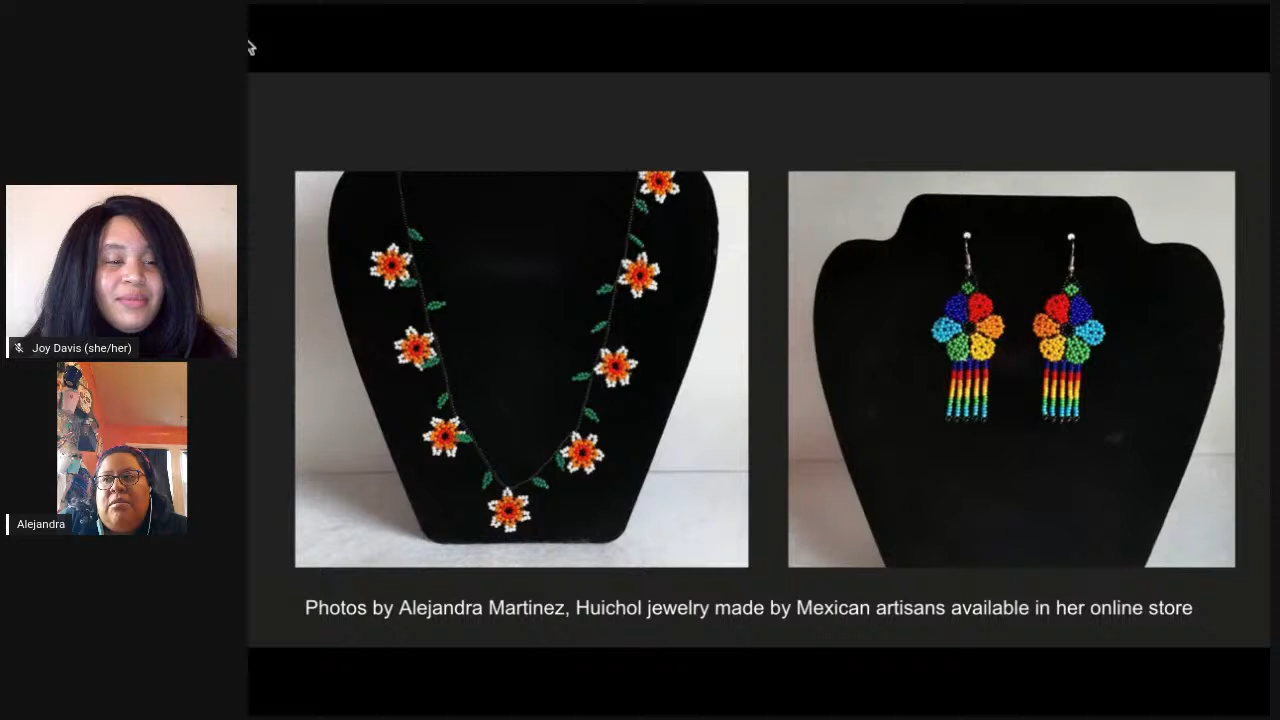 Joy Davis (she/her)
Alejandra
Photos by Alejandra Martinez, Huichol jewelry made by Mexican artisans available in her online store